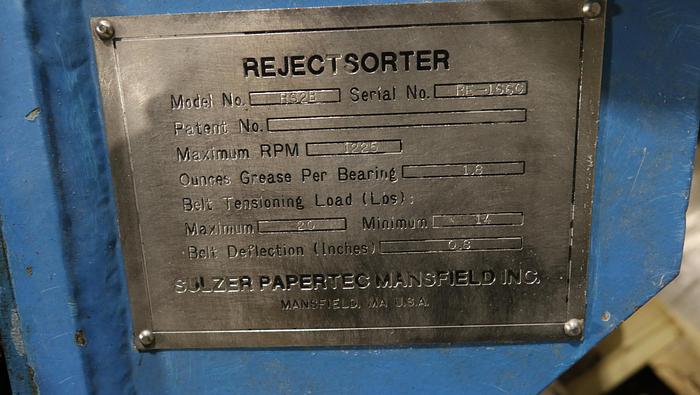 REJECTSORTER
Model No. RS2B Serial No.
Patent No.
Maximum RPM 1225
Ounces Grease Per Bearing 1.8
Belt Tensioning Load (Lbs):
Maximum 20 Minimum 14
Belt Deflection (Inches) 0.8
SULZER PAPERTEC MANSFIELD INC.
MANSFIELD, MA U.S.A.